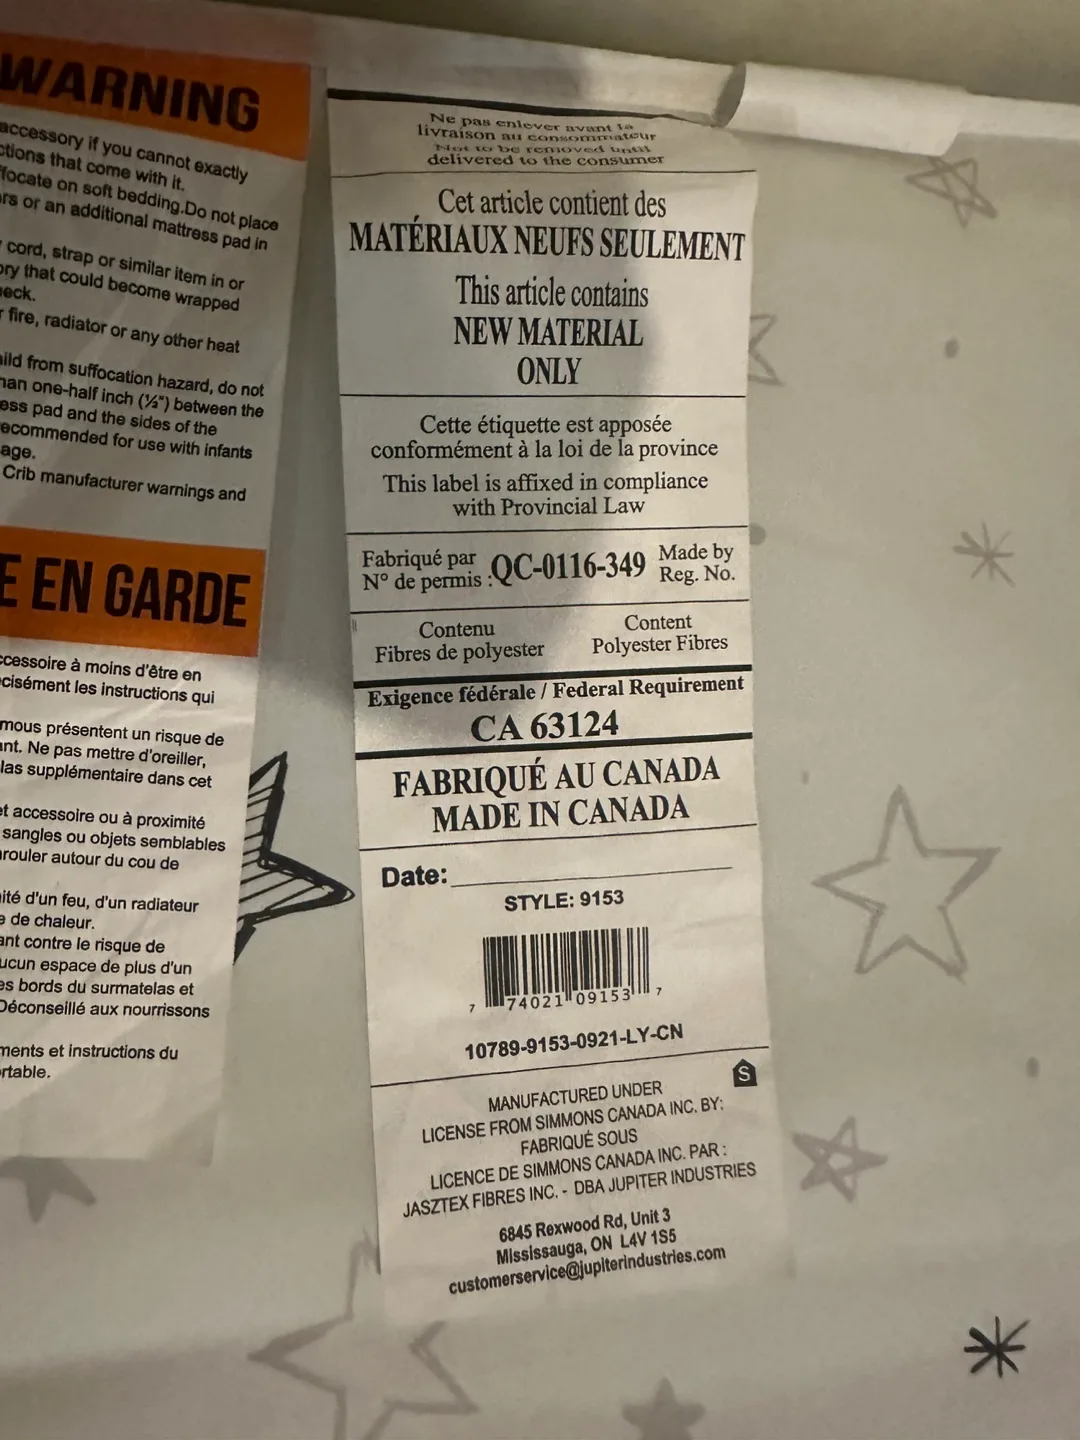 WARNING
accessory if you cannot exactly
ctions that come with it.
focate on soft bedding.Do not place
rs or an additional mattress pad in
cord, strap or similar item in or
ory that could become wrapped
neck.
r fire, radiator or any other heat
hild from suffocation hazard, do not
han one-half inch (½") between the
ess pad and the sides of the
ecommended for use with infants
age.
Crib manufacturer warnings and
E EN GARDE
ccessoire à moins d'être en
cisément les instructions qui
mous présentent un risque de
ant. Ne pas mettre d'oreiller,
las supplémentaire dans cet
et accessoire ou à proximité
sangles ou objets semblables
nrouler autour du cou de
mité d'un feu, d'un radiateur
e de chaleur.
ant contre le risque de
ucun espace de plus d'un
es bords du surmatelas et
Déconseillé aux nourrissons
ments et instructions du
rtable.
Ne pas enlever avant la
livraison au consommateur
Not to be removed until
delivered to the consumer
Cet article contient des
MATÉRIAUX NEUFS SEULEMENT
This article contains
NEW MATERIAL
ONLY
Cette étiquette est apposée
conformément à la loi de la province
This label is affixed in compliance
with Provincial Law
Fabriqué par
N° de permis :
QC-0116-349
Made by
Reg. No.
Contenu
Fibres de polyester
Content
Polyester Fibres
Exigence fédérale / Federal Requirement
CA 63124
FABRIQUÉ AU CANADA
MADE IN CANADA
Date:
STYLE: 9153
7 74021 09153 7
10789-9153-0921-LY-CN
S
MANUFACTURED UNDER
LICENSE FROM SIMMONS CANADA INC. BY:
FABRIQUÉ SOUS
LICENCE DE SIMMONS CANADA INC. PAR :
JASZTEX FIBRES INC. - DBA JUPITER INDUSTRIES
6845 Rexwood Rd, Unit 3
Mississauga, ON L4V 1S5
customerservice@jupiterindustries.com